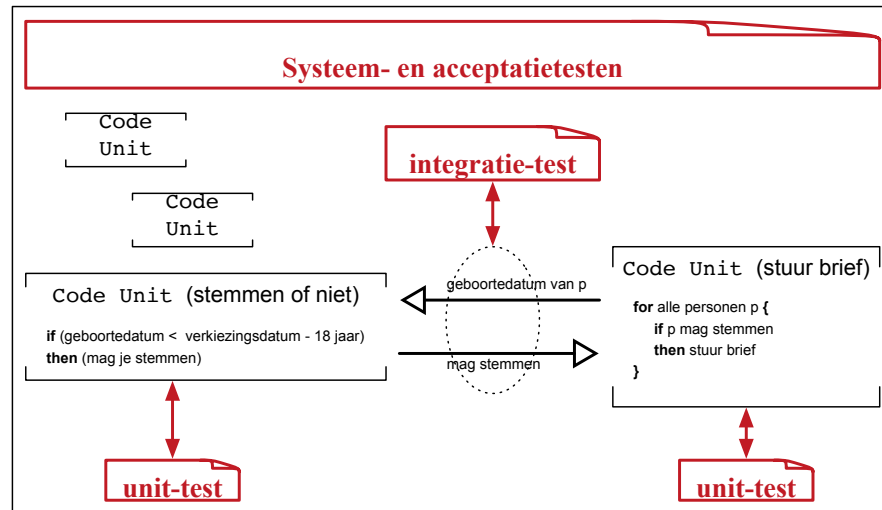 Systeem- en acceptatietesten
Code
Unit
integratie-test
Code
Unit
Code Unit (stemmen of niet)
if (geboortedatum < verkiezingsdatum - 18 jaar)
then (mag je stemmen)
geboortedatum van p
mag stemmen
Code Unit (stuur brief)
for alle personen p {
if p mag stemmen
then stuur brief
}
unit-test
unit-test